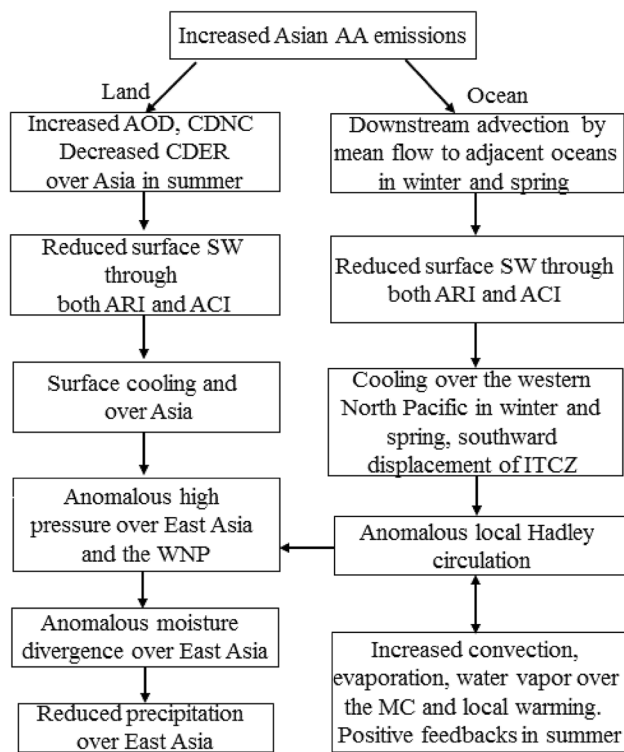 Increased Asian AA emissions
Land
Ocean
Increased AOD, CDNC
Decreased CDER
over Asia in summer
Downstream advection by
mean flow to adjacent oceans
in winter and spring
Reduced surface SW
through
both ARI and ACI
Reduced surface SW through
both ARI and ACI
Surface cooling and
over Asia
Cooling over the western
North Pacific in winter and
spring, southward
displacement of ITCZ
Anomalous high
pressure over East Asia
and the WNP
Anomalous local Hadley
circulation
Anomalous moisture
divergence over East Asia
Increased convection,
evaporation, water vapor over
the MC and local warming.
Positive feedbacks in summer
Reduced precipitation
over East Asia